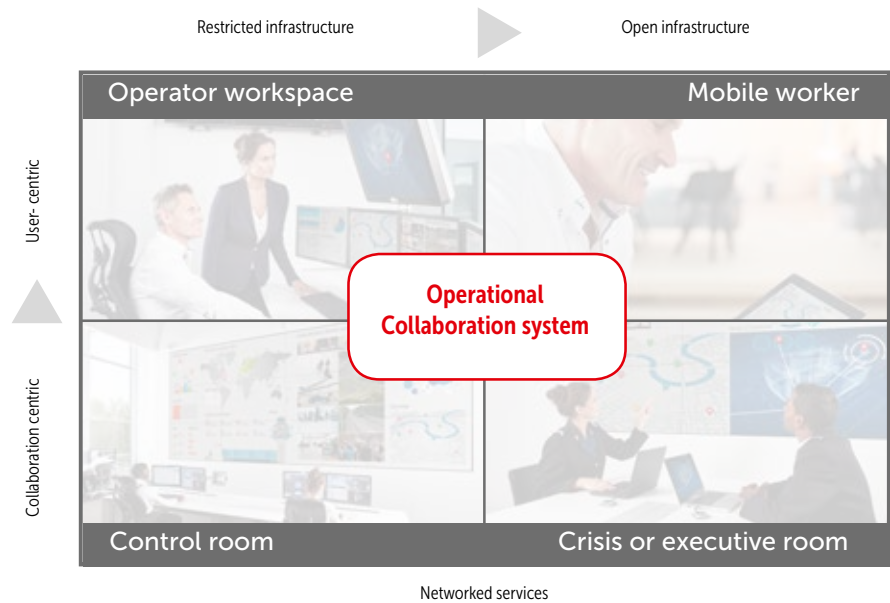 Restricted infrastructure
Open infrastructure
Operator workspace
Mobile worker
User- centric
Operational
Collaboration system
Collaboration centric
Control room
Crisis or executive room
Networked services